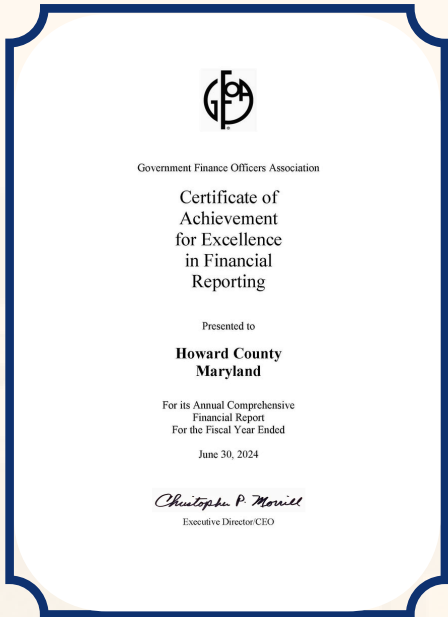 GFOA
Government Finance Officers Association
Certificate of
Achievement
for Excellence
in Financial
Reporting
Presented to
Howard County
Maryland
For its Annual Comprehensive
Financial Report
For the Fiscal Year Ended
June 30, 2024
Christopher P. Morrill
Executive Director/CEO